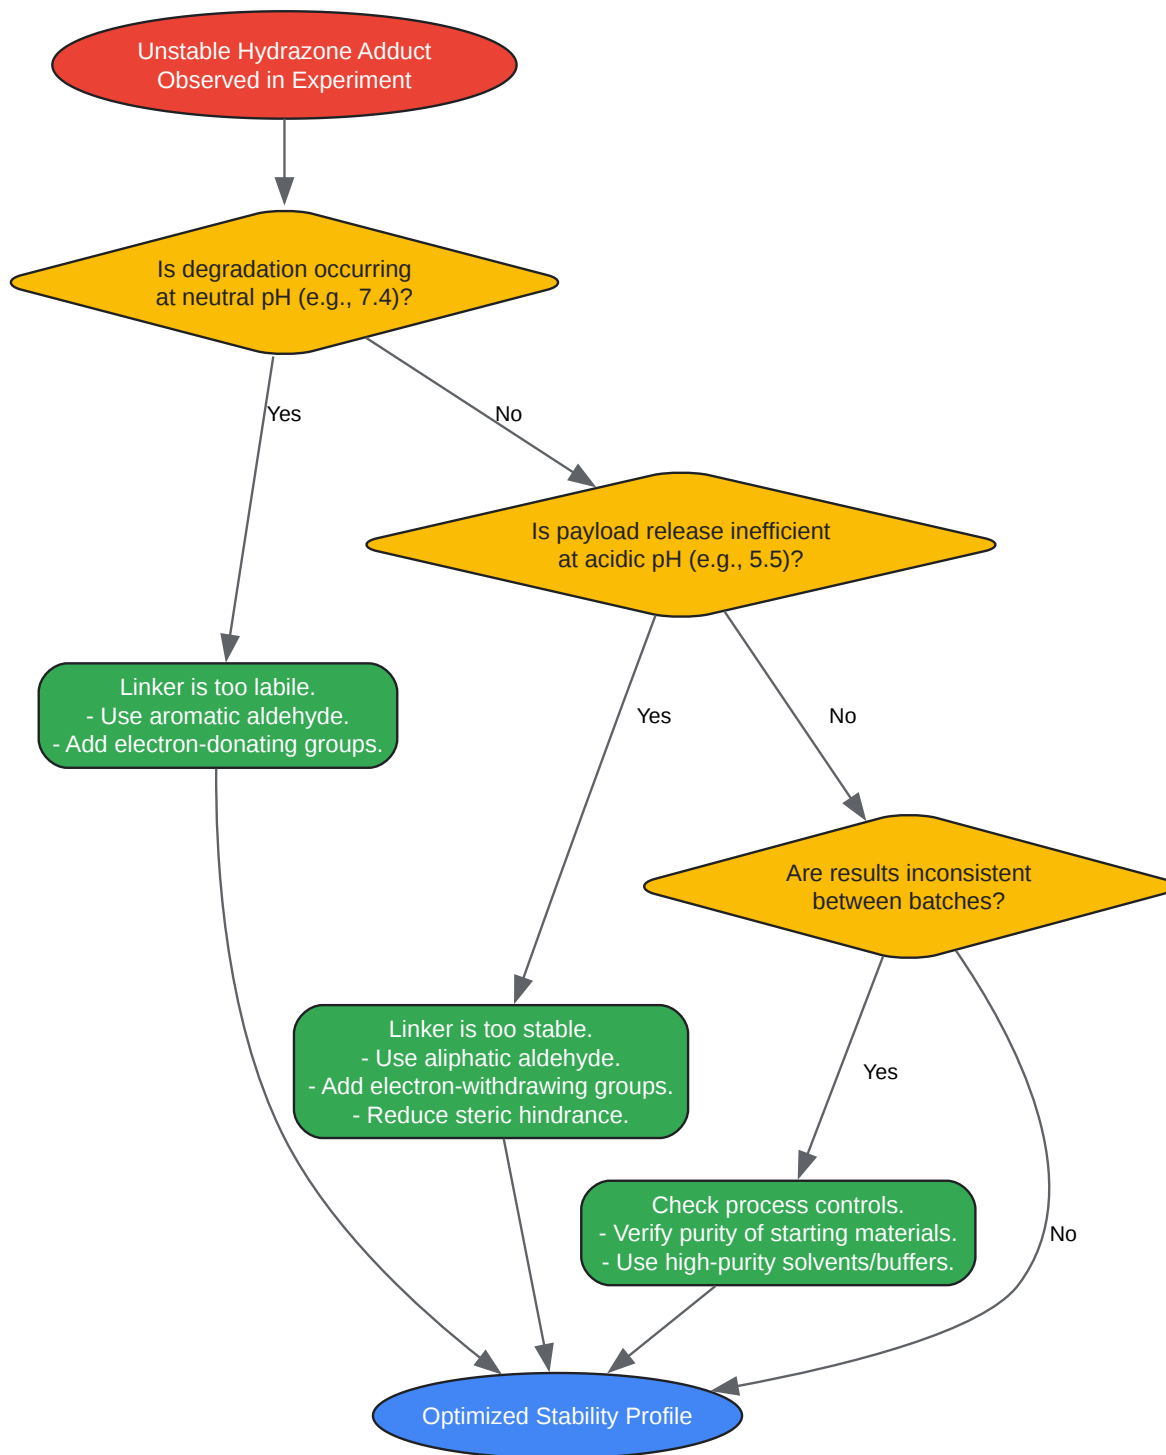 Unstable Hydrazone Adduct
Observed in Experiment
Is degradation occurring
at neutral pH (e.g., 7.4)?
Yes
No
Is payload release inefficient
at acidic pH (e.g., 5.5)?
Linker is too labile.
- Use aromatic aldehyde.
- Add electron-donating groups.
Yes
No
Are results inconsistent
between batches?
Linker is too stable.
- Use aliphatic aldehyde.
- Add electron-withdrawing groups.
- Reduce steric hindrance.
Yes
No
Check process controls.
- Verify purity of starting materials.
- Use high-purity solvents/buffers.
Optimized Stability Profile